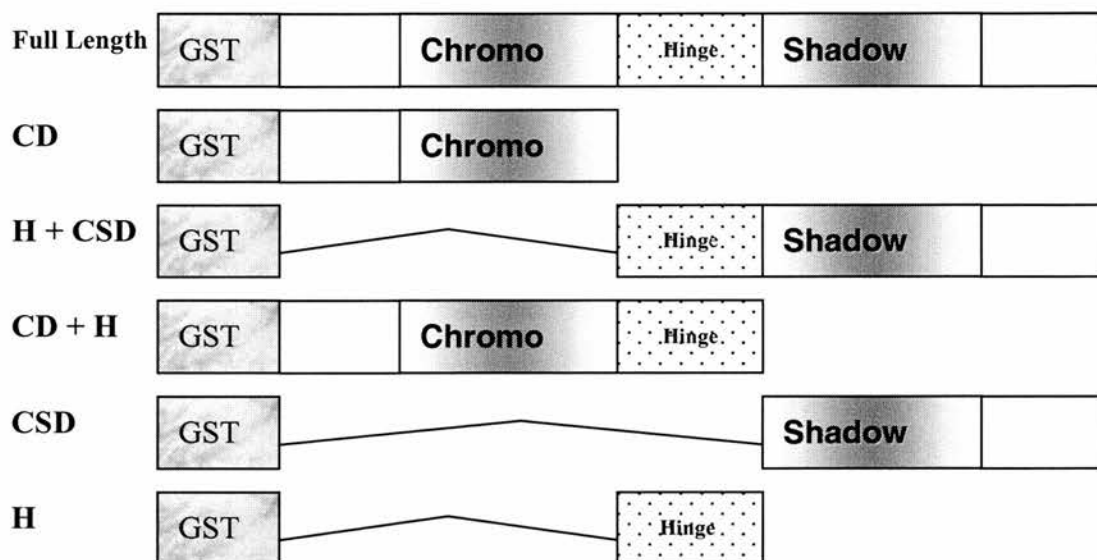 Full Length GST Chromo Hinge Shadow
CD GST Chromo
H + CSD GST Hinge Shadow
CD + H GST Chromo Hinge
CSD GST Shadow
H GST Hinge